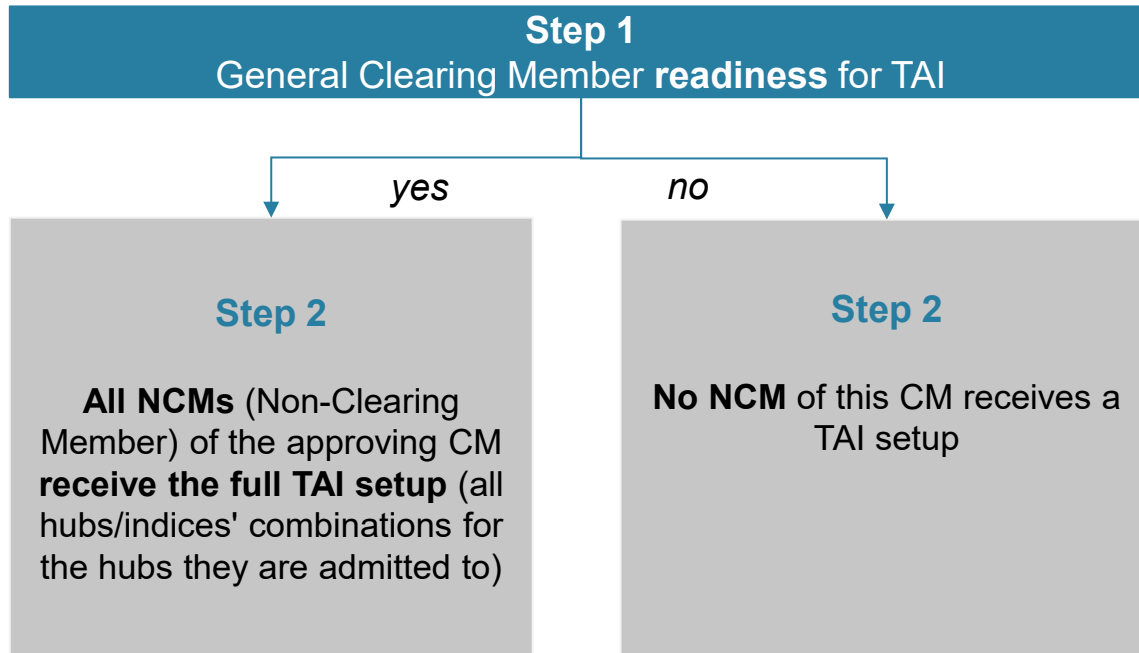 Step 1
General Clearing Member readiness for TAI
yes
no
Step 2
All NCMs (Non-Clearing
Member) of the approving CM
receive the full TAI setup (all
hubs/indices' combinations for
the hubs they are admitted to)
Step 2
No NCM of this CM receives a
TAI setup